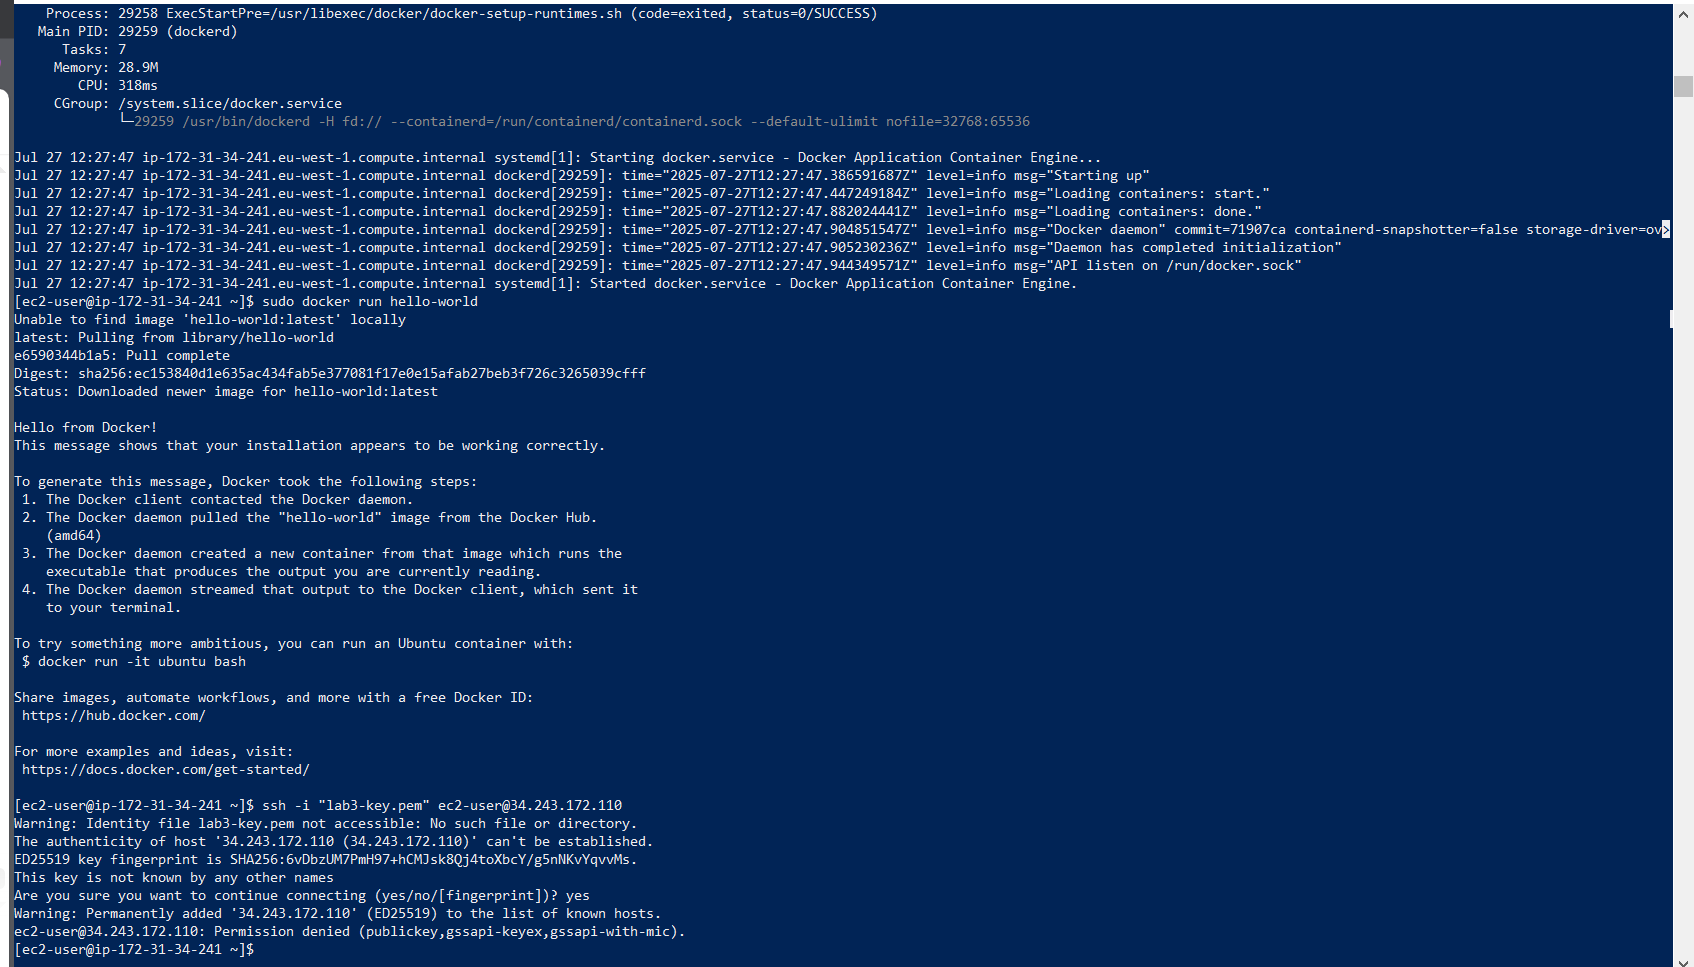 Process: 29258 ExecStartPre=/usr/libexec/docker/docker-setup-runtimes.sh (code=exited, status=0/SUCCESS)
   Main PID: 29259 (dockerd)
      Tasks: 7
     Memory: 28.9M
        CPU: 318ms
     CGroup: /system.slice/docker.service
             └─29259 /usr/bin/dockerd -H fd:// --containerd=/run/containerd/containerd.sock --default-ulimit nofile=32768:65536

Jul 27 12:27:47 ip-172-31-34-241.eu-west-1.compute.internal systemd[1]: Starting docker.service - Docker Application Container Engine...
Jul 27 12:27:47 ip-172-31-34-241.eu-west-1.compute.internal dockerd[29259]: time="2025-07-27T12:27:47.386591687Z" level=info msg="Starting up"
Jul 27 12:27:47 ip-172-31-34-241.eu-west-1.compute.internal dockerd[29259]: time="2025-07-27T12:27:47.447249184Z" level=info msg="Loading containers: start."
Jul 27 12:27:47 ip-172-31-34-241.eu-west-1.compute.internal dockerd[29259]: time="2025-07-27T12:27:47.882024441Z" level=info msg="Loading containers: done."
Jul 27 12:27:47 ip-172-31-34-241.eu-west-1.compute.internal dockerd[29259]: time="2025-07-27T12:27:47.904851547Z" level=info msg="Docker daemon" commit=71907ca containerd-snapshotter=false storage-driver=ov>
Jul 27 12:27:47 ip-172-31-34-241.eu-west-1.compute.internal dockerd[29259]: time="2025-07-27T12:27:47.905230236Z" level=info msg="Daemon has completed initialization"
Jul 27 12:27:47 ip-172-31-34-241.eu-west-1.compute.internal dockerd[29259]: time="2025-07-27T12:27:47.944349571Z" level=info msg="API listen on /run/docker.sock"
Jul 27 12:27:47 ip-172-31-34-241.eu-west-1.compute.internal systemd[1]: Started docker.service - Docker Application Container Engine.
[ec2-user@ip-172-31-34-241 ~]$ sudo docker run hello-world
Unable to find image 'hello-world:latest' locally
latest: Pulling from library/hello-world
e6590344b1a5: Pull complete
Digest: sha256:ec153840d1e635ac434fab5e377081f17e0e15afab27beb3f726c3265039cfff
Status: Downloaded newer image for hello-world:latest

Hello from Docker!
This message shows that your installation appears to be working correctly.

To generate this message, Docker took the following steps:
 1. The Docker client contacted the Docker daemon.
 2. The Docker daemon pulled the "hello-world" image from the Docker Hub.
    (amd64)
 3. The Docker daemon created a new container from that image which runs the
    executable that produces the output you are currently reading.
 4. The Docker daemon streamed that output to the Docker client, which sent it
    to your terminal.

To try something more ambitious, you can run an Ubuntu container with:
 $ docker run -it ubuntu bash

Share images, automate workflows, and more with a free Docker ID:
 https://hub.docker.com/

For more examples and ideas, visit:
 https://docs.docker.com/get-started/

[ec2-user@ip-172-31-34-241 ~]$ ssh -i "lab3-key.pem" ec2-user@34.243.172.110
Warning: Identity file lab3-key.pem not accessible: No such file or directory.
The authenticity of host '34.243.172.110 (34.243.172.110)' can't be established.
ED25519 key fingerprint is SHA256:6vDbzUM7PmH97+hCMJsk8Qj4toXbcY/g5nNKvYqvvMs.
This key is not known by any other names
Are you sure you want to continue connecting (yes/no/[fingerprint])? yes
Warning: Permanently added '34.243.172.110' (ED25519) to the list of known hosts.
ec2-user@34.243.172.110: Permission denied (publickey,gssapi-keyex,gssapi-with-mic).
[ec2-user@ip-172-31-34-241 ~]$